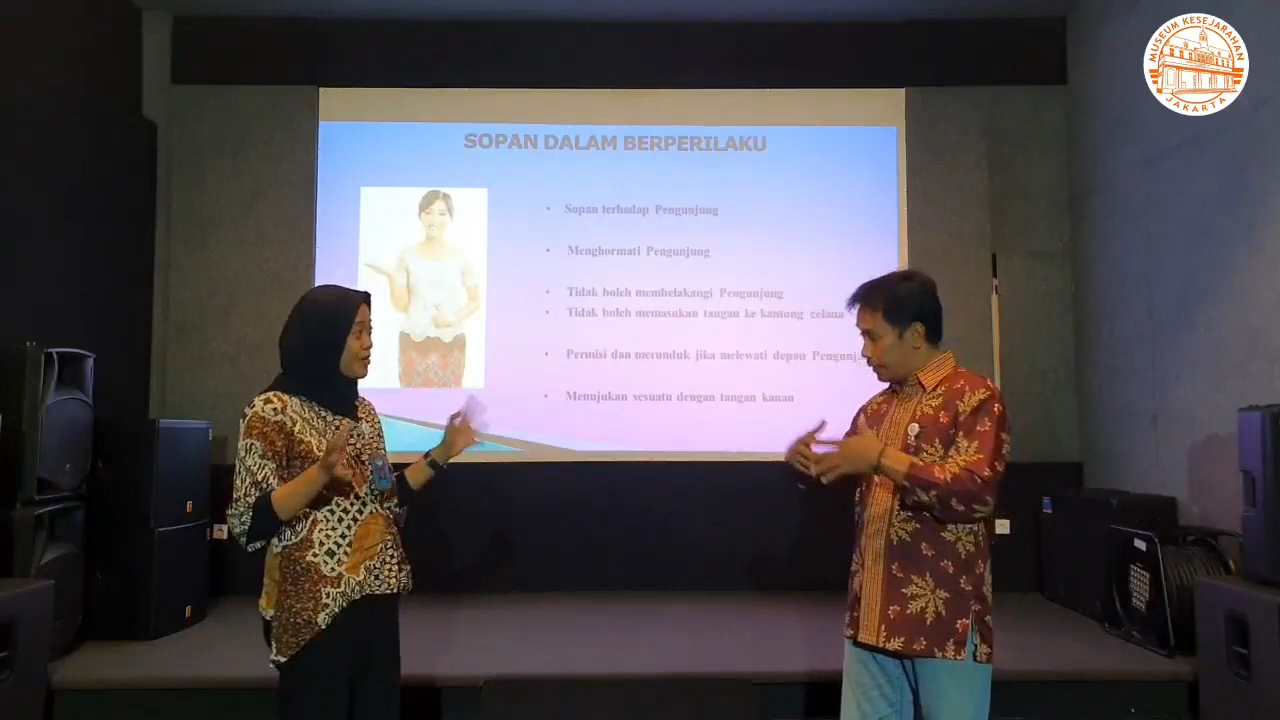 MUSEUM KESEJARAHAN
JAKARTA
SOPAN DALAM BERPERILAKU
• Sopan terhadap Pengunjung
• Menghormati Pengunjung
• Tidak boleh membelakangi Pengunjung
• Tidak boleh memasukan tangan ke kantong celana
• Permisi dan merunduk jika melewati depan
• Menujukan sesuatu dengan tangan kanan